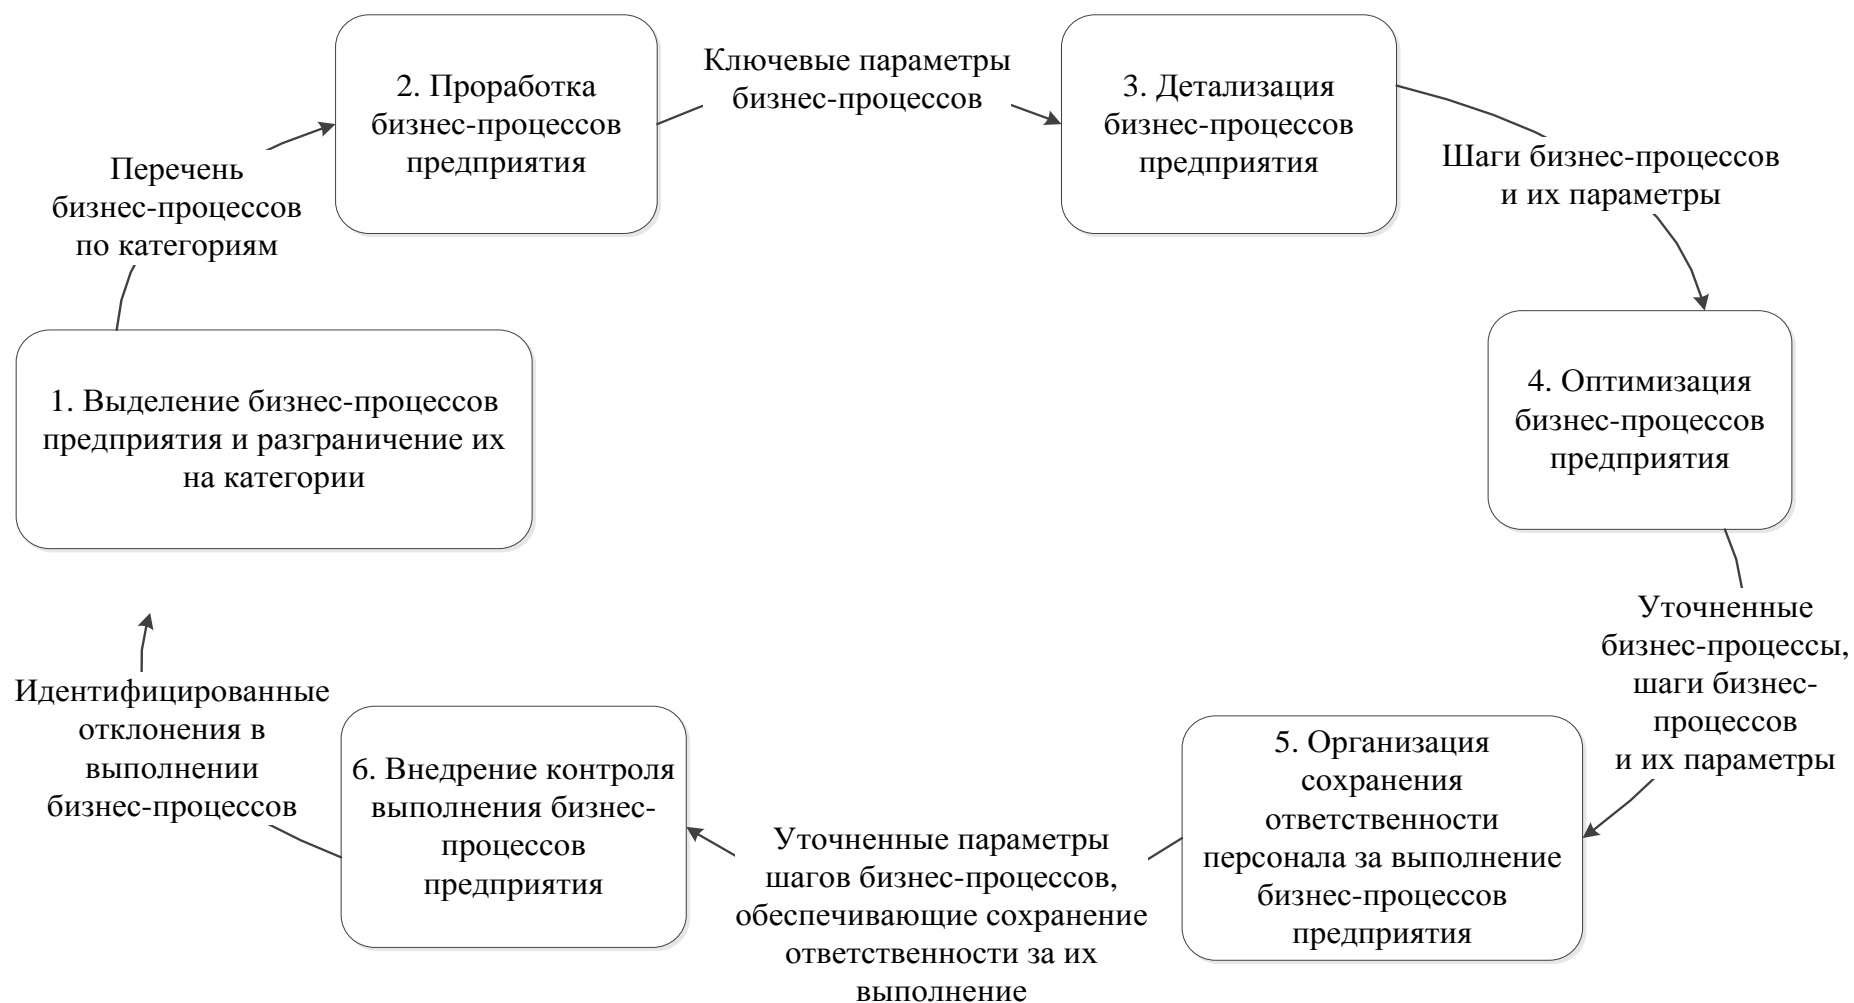 2. Проработка
бизнес-процессов
предприятия
Ключевые параметры
бизнес-процессов
3. Детализация
бизнес-процессов
предприятия
Шаги бизнес-процессов
и их параметры
Перечень
бизнес-процессов
по категориям
1. Выделение бизнес-процессов
предприятия и разграничение их
на категории
4. Оптимизация
бизнес-процессов
предприятия
Уточненные
бизнес-процессы,
шаги бизнес-
процессов
и их параметры
Идентифицированные
отклонения в
выполнении
бизнес-процессов
6. Внедрение контроля
выполнения бизнес-
процессов
предприятия
Уточненные параметры
шагов бизнес-процессов,
обеспечивающие сохранение
ответственности за их
выполнение
5. Организация
сохранения
ответственности
персонала за выполнение
бизнес-процессов
предприятия